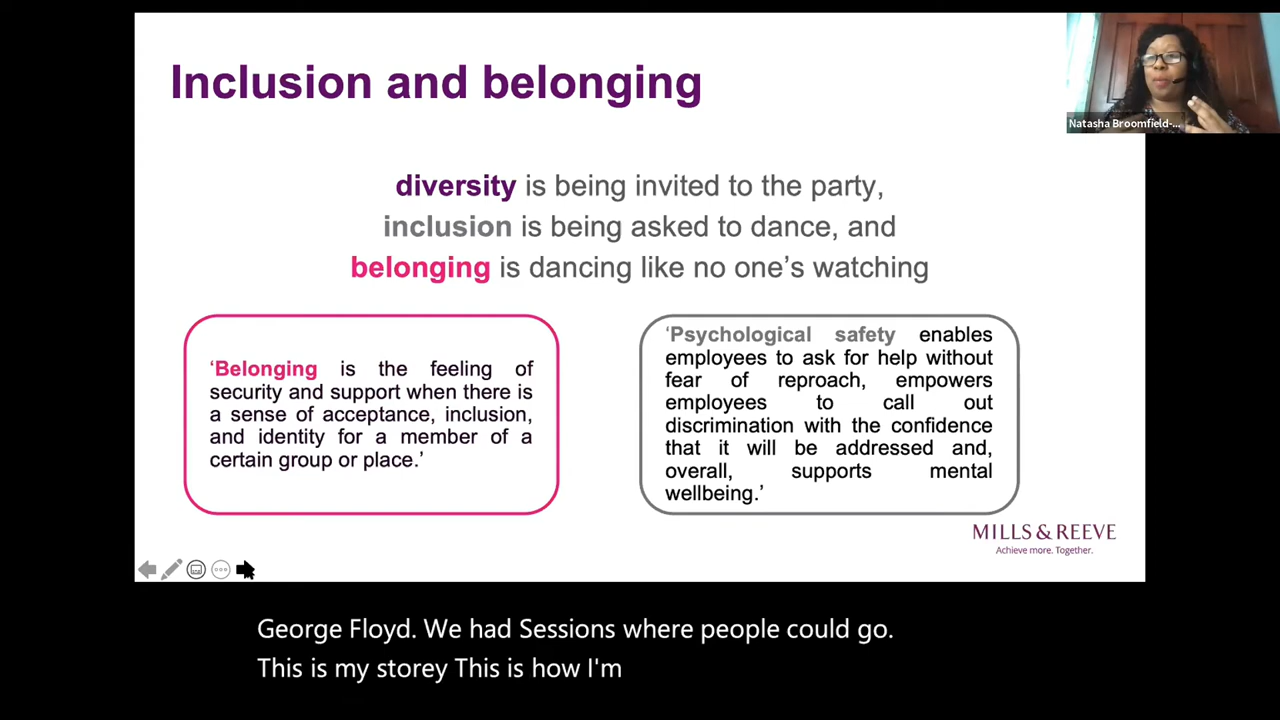 Inclusion and belonging
Natasha Broomfield-...
diversity is being invited to the party,
inclusion is being asked to dance, and
belonging is dancing like no one's watching
‘Belonging is the feeling of
security and support when there is
a sense of acceptance, inclusion,
and identity for a member of a
certain group or place.’
‘Psychological safety enables
employees to ask for help without
fear of reproach, empowers
employees to call out
discrimination with the confidence
that it will be addressed and,
overall, supports mental
wellbeing.’
MILLS & REEVE
Achieve more. Together.
George Floyd. We had Sessions where people could go.
This is my storey This is how I'm